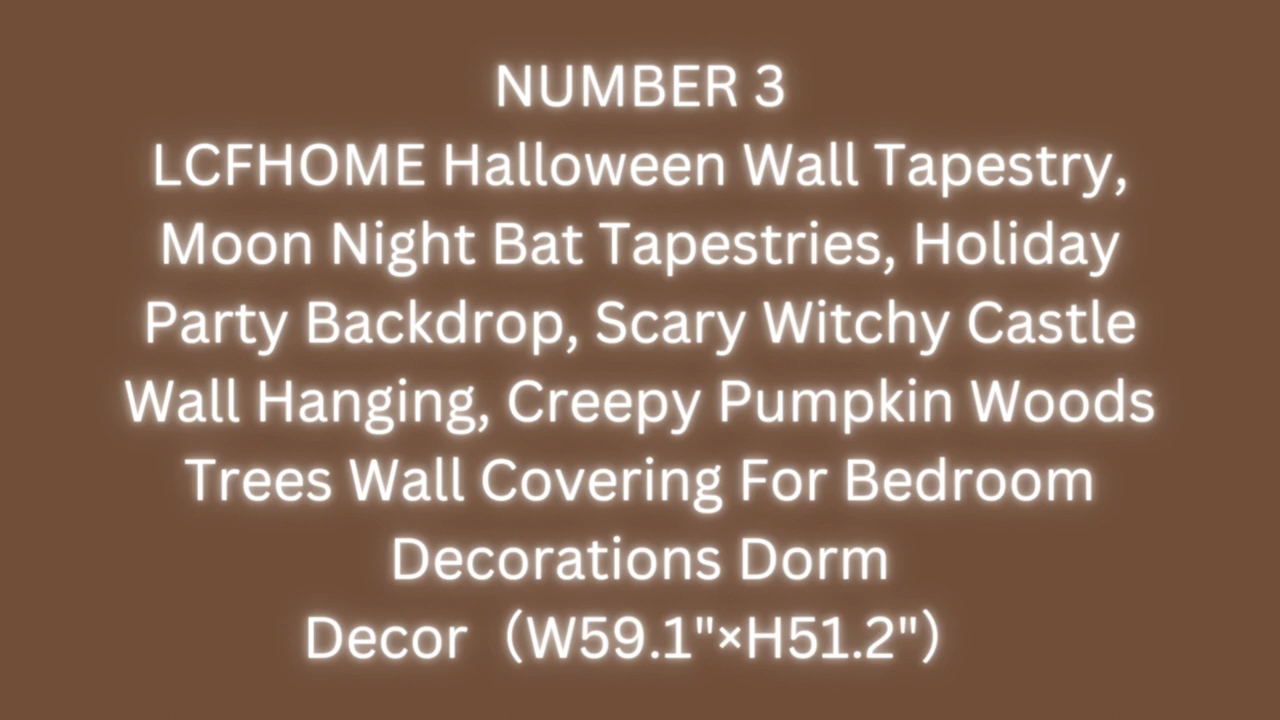 NUMBER 3
LCFHOME Halloween Wall Tapestry,
Moon Night Bat Tapestries, Holiday
Party Backdrop, Scary Witchy Castle
Wall Hanging, Creepy Pumpkin Woods
Trees Wall Covering For Bedroom
Decorations Dorm
Decor（W59.1"×H51.2"）